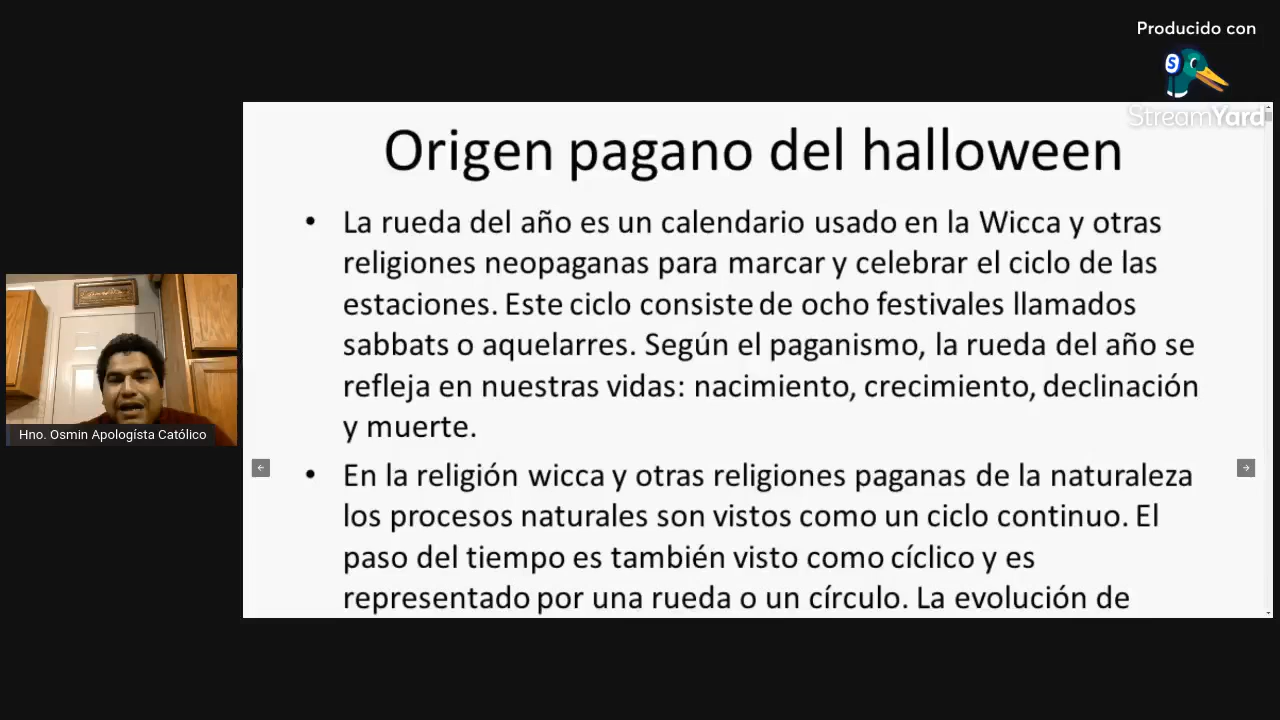 Producido con
S
StreamYard
Origen pagano del halloween
• La rueda del año es un calendario usado en la Wicca y otras
religiones neopaganas para marcar y celebrar el ciclo de las
estaciones. Este ciclo consiste de ocho festivales llamados
sabbats o aquelarres. Según el paganismo, la rueda del año se
refleja en nuestras vidas: nacimiento, crecimiento, declinación
y muerte.
• En la religión wicca y otras religiones paganas de la naturaleza
los procesos naturales son vistos como un ciclo continuo. El
paso del tiempo es también visto como cíclico y es
representado por una rueda o un círculo. La evolución de
Hno. Osmin Apologísta Católico